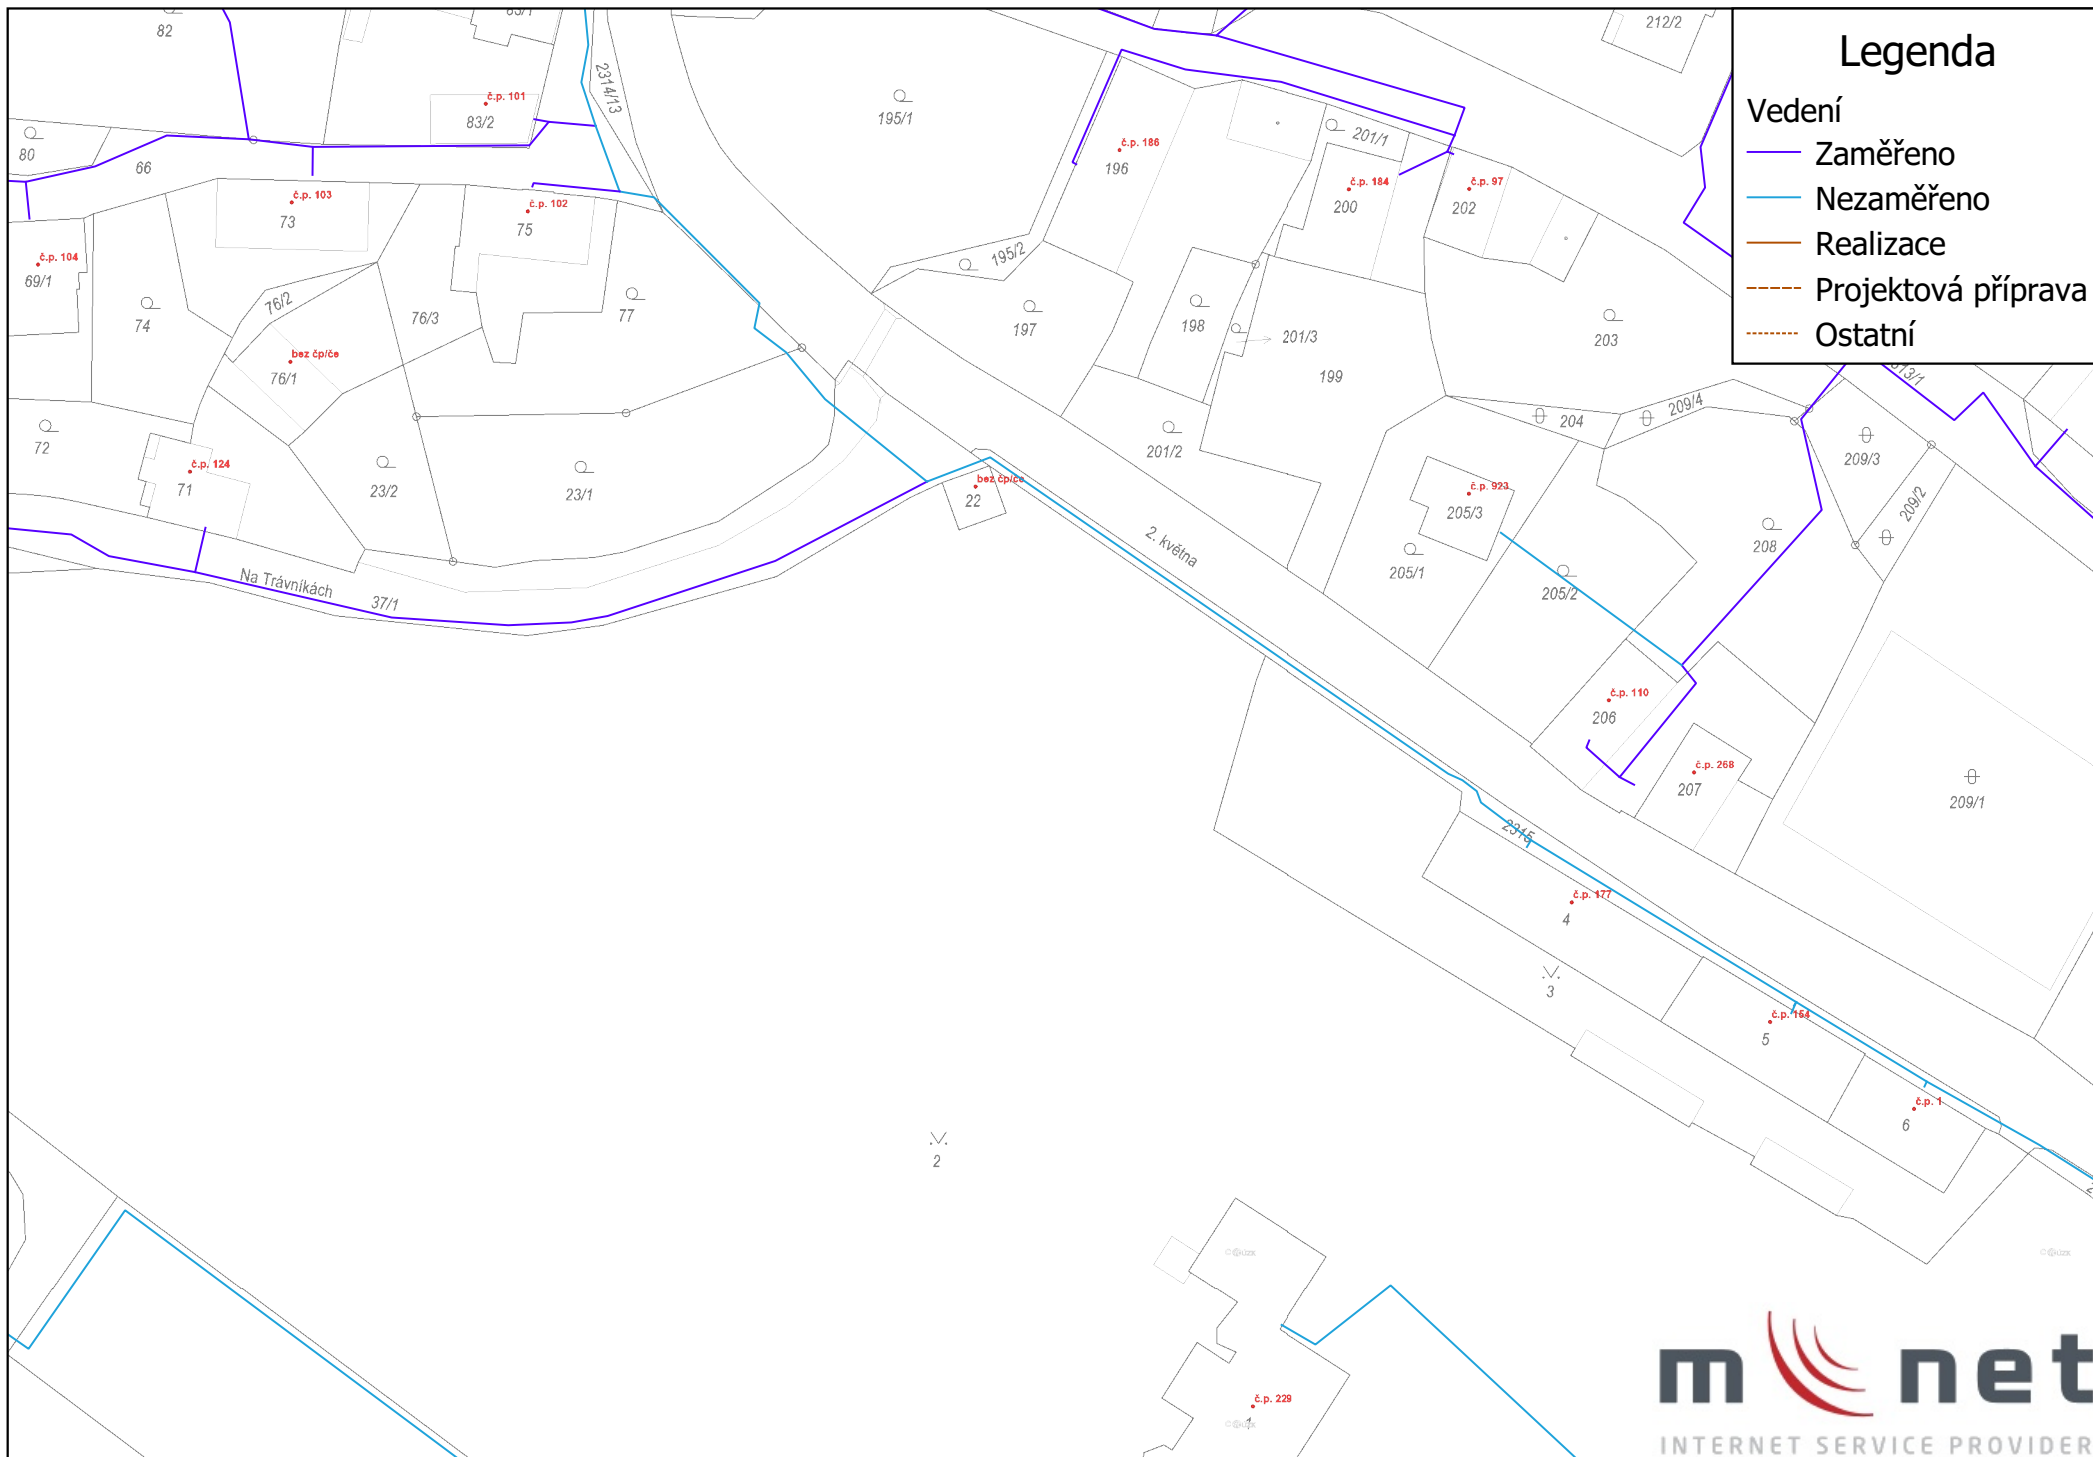 Legenda
Vedení
Zaměřeno
Nezaměřeno
Realizace
Projektová příprava
Ostatní
82
č.p. 101
83/2
2314/13
195/1
212/2
80
66
č.p. 103
73
č.p. 102
75
č.p. 104
69/1
74
76/2
76/3
77
bez čp/če
76/1
72
č.p. 124
71
23/2
23/1
Na Trávníkách
37/1
bez čp/če
22
2. května
č.p. 186
196
195/2
197
198
201/1
č.p. 184
200
č.p. 97
202
201/3
199
203
201/2
204
209/4
209/3
209/2
č.p. 923
205/3
205/1
205/2
208
č.p. 110
206
č.p. 268
207
209/1
2315
č.p. 177
4
3
č.p. 154
5
č.p. 1
6
2
č.p. 229
1
m net
INTERNET SERVICE PROVIDER